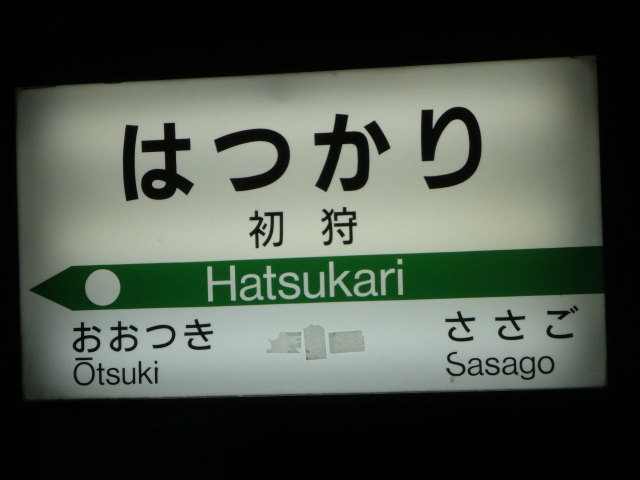 はつかり
初狩
Hatsukari
おおつき ささご
Ōtsuki Sasago